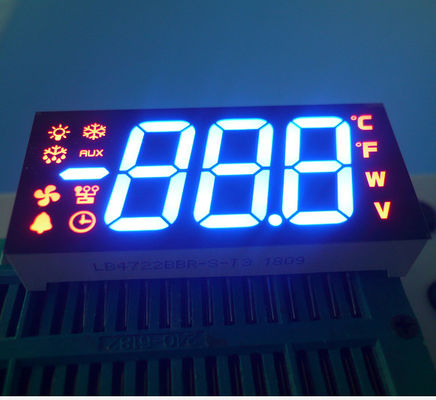 AUX
-88.8
°C
°F
W
V
LB4722BBR-S-T3 1809